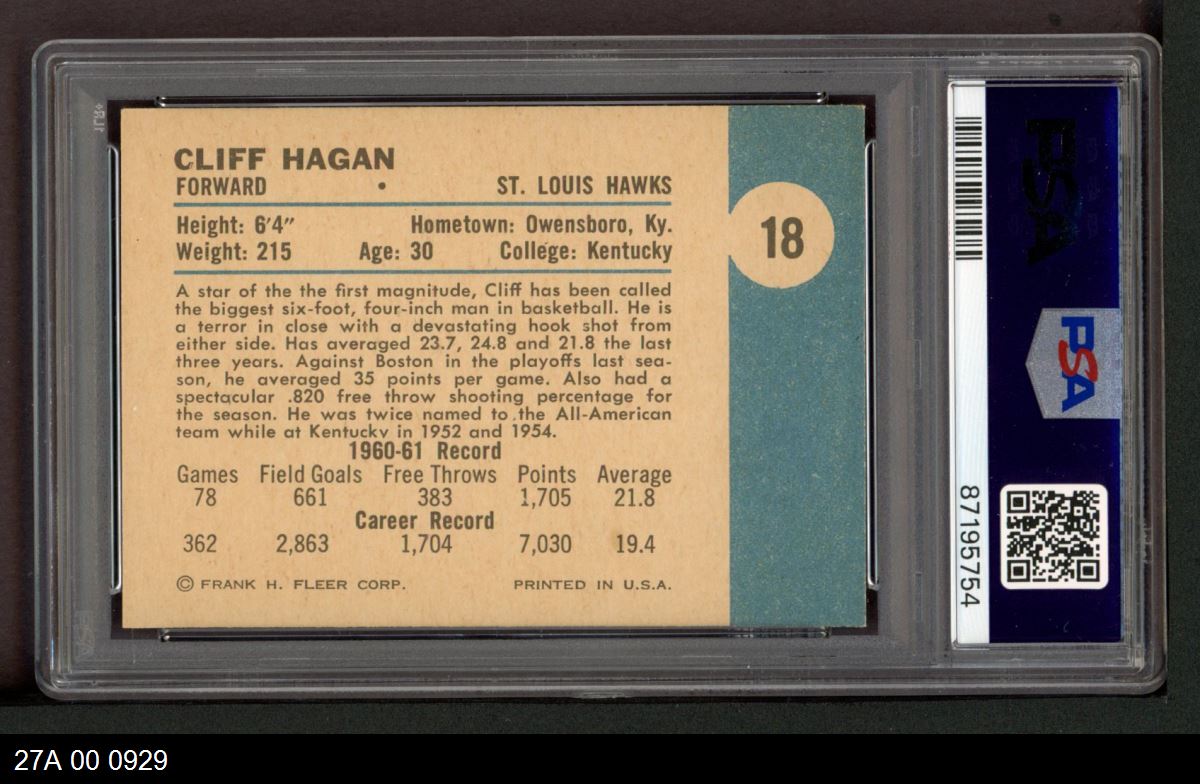 CLIFF HAGAN
FORWARD • ST. LOUIS HAWKS
Height: 6'4" Hometown: Owensboro, Ky.
Weight: 215 Age: 30 College: Kentucky
18
A star of the the first magnitude, Cliff has been called
the biggest six-foot, four-inch man in basketball. He is
a terror in close with a devastating hook shot from
either side. Has averaged 23.7, 24.8 and 21.8 the last
three years. Against Boston in the playoffs last sea-
son, he averaged 35 points per game. Also had a
spectacular .820 free throw shooting percentage for
the season. He was twice named to the All-American
team while at Kentucky in 1952 and 1954.
1960-61 Record
Games Field Goals Free Throws Points Average
78 661 383 1,705 21.8
Career Record
362 2,863 1,704 7,030 19.4
© FRANK H. FLEER CORP. PRINTED IN U.S.A.
PSA
PSA
87195754
27A 00 0929